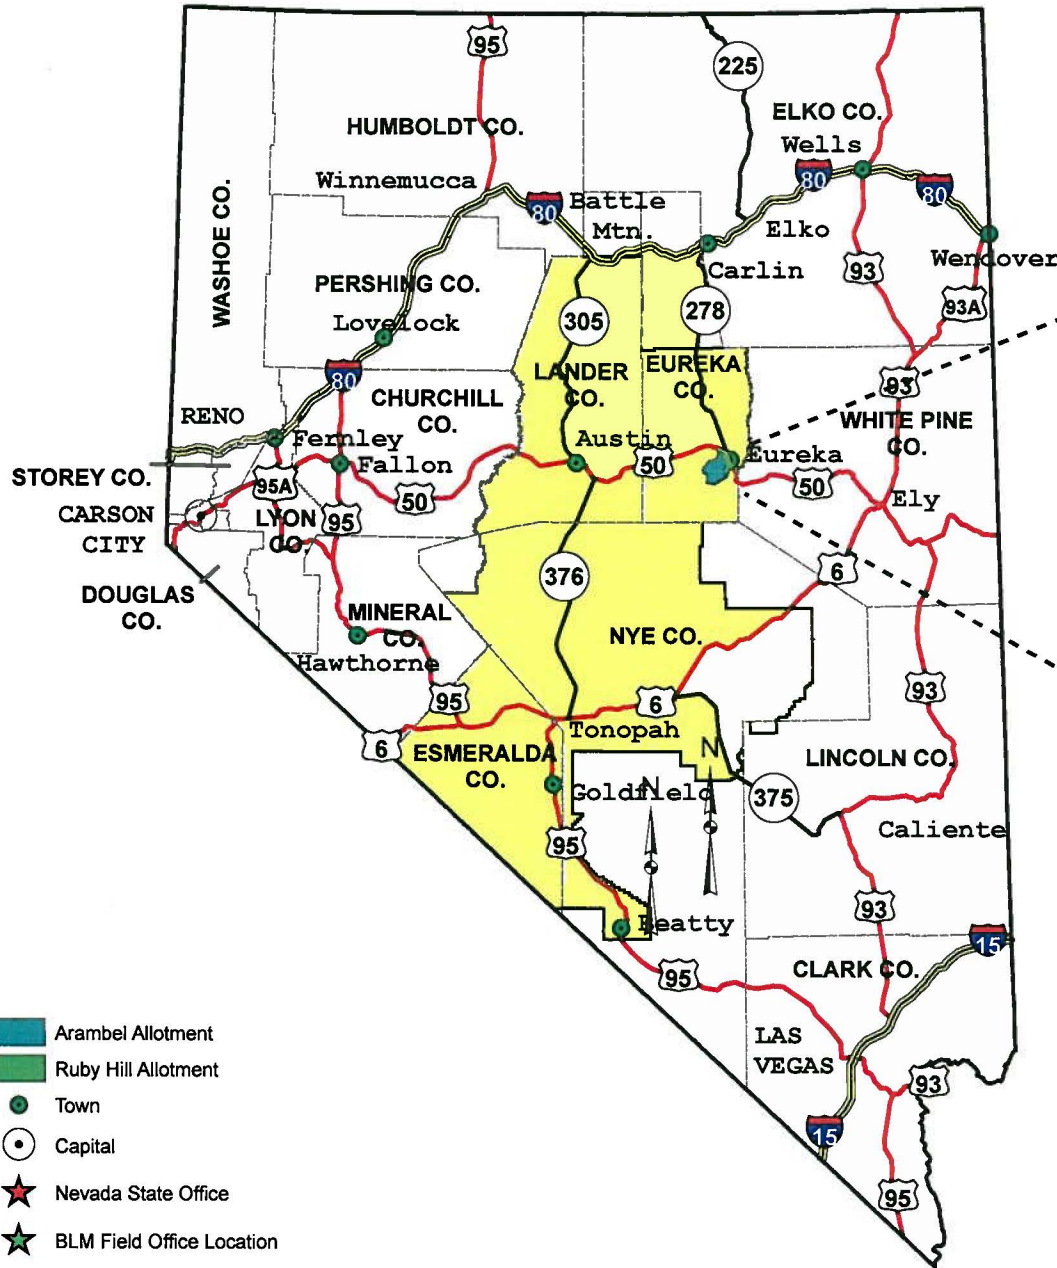 95
225
HUMBOLDT CO.
ELKO CO.
Wells
80
80
Winnemucca
80
Battle
Mtn.
WASHOE CO.
Elko
Wendover
Carlin
93
PERSHING CO.
93A
Lovelock
305
278
80
LANDER
CO.
EUREKA
CO.
93
CHURCHILL
CO.
WHITE PINE
CO.
RENO
Fernley
Austin
Eureka
Fallon
50
STOREY CO.
95A
50
50
Ely
CARSON
CITY
LYON
CO.
95
376
6
DOUGLAS
CO.
MINERAL
CO.
NYE CO.
Hawthorne
95
6
93
6
Tonopah
N
ESMERALDA
CO.
LINCOLN CO.
Goldfield
N
375
95
Caliente
93
Beatty
15
95
CLARK CO.
LAS
VEGAS
93
15
95
Arambel Allotment
Ruby Hill Allotment
Town
Capital
Nevada State Office
BLM Field Office Location